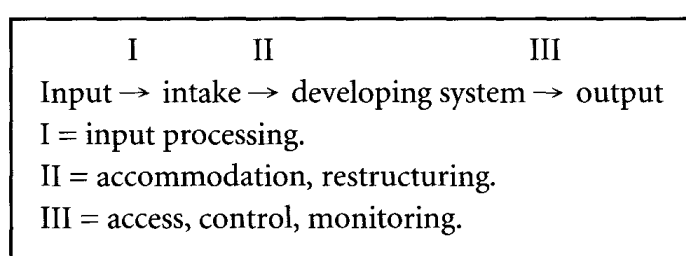 I II III
Input → intake → developing system → output
I = input processing.
II = accommodation, restructuring.
III = access, control, monitoring.